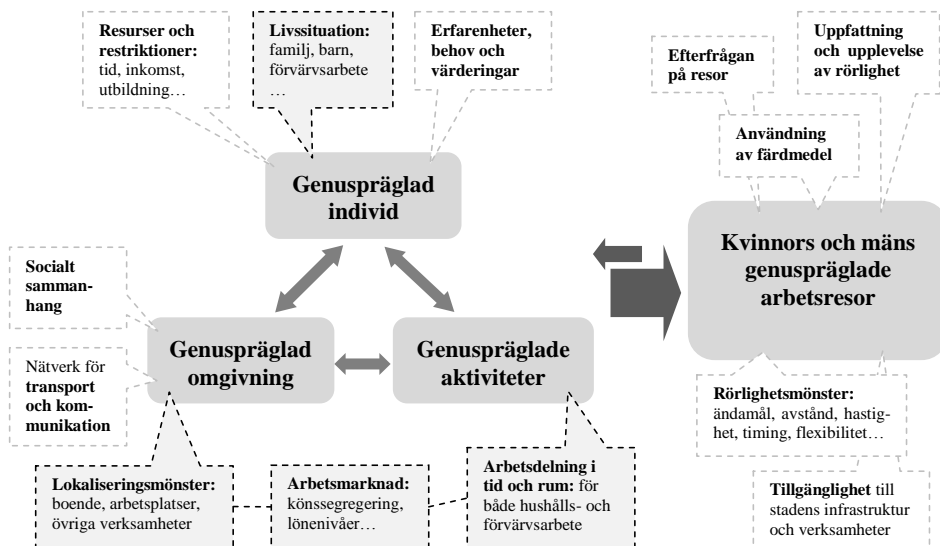 Resurser och
restriktioner:
tid, inkomst,
utbildning…
Livssituation:
familj, barn,
förvärvsarbete
…
Erfarenheter,
behov och
värderingar
Efterfrågan
på resor
Uppfattning
och upplevelse
av rörlighet
Användning
av färdmedel
Genuspräglad
individ
Kvinnors och mäns
genuspräglade
arbetsresor
Socialt
samman-
hang
Genuspräglad
omgivning
Genuspräglade
aktiviteter
Nätverk för
transport
och kom-
munikation
Rörlighetsmönster:
ändamål, avstånd, hastig-
het, timing, flexibilitet…
Lokaliseringsmönster:
boende, arbetsplatser,
övriga verksamheter
Arbetsmarknad:
könssegregering,
lönenivåer…
Arbetsdelning i
tid och rum: för
både hushålls- och
förvärvsarbete
Tillgänglighet till
stadens infrastruktur
och verksamheter